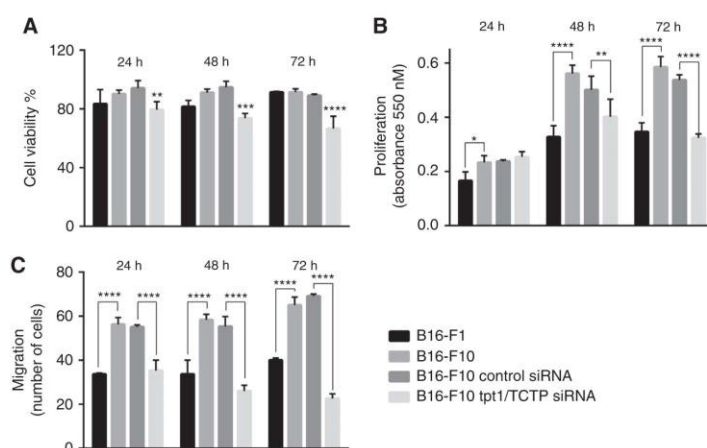 A
24 h 48 h 72 h
Cell viability %
120
80
40
0
** *** ****
B
24 h 48 h 72 h
Proliferation
(absorbance 550 nM)
0.6
0.4
0.2
0.0
* **** ** **** ****
C
24 h 48 h 72 h
Migration
(number of cells)
80
60
40
20
0
**** **** **** **** **** ****
B16-F1
B16-F10
B16-F10 control siRNA
B16-F10 tpt1/TCTP siRNA